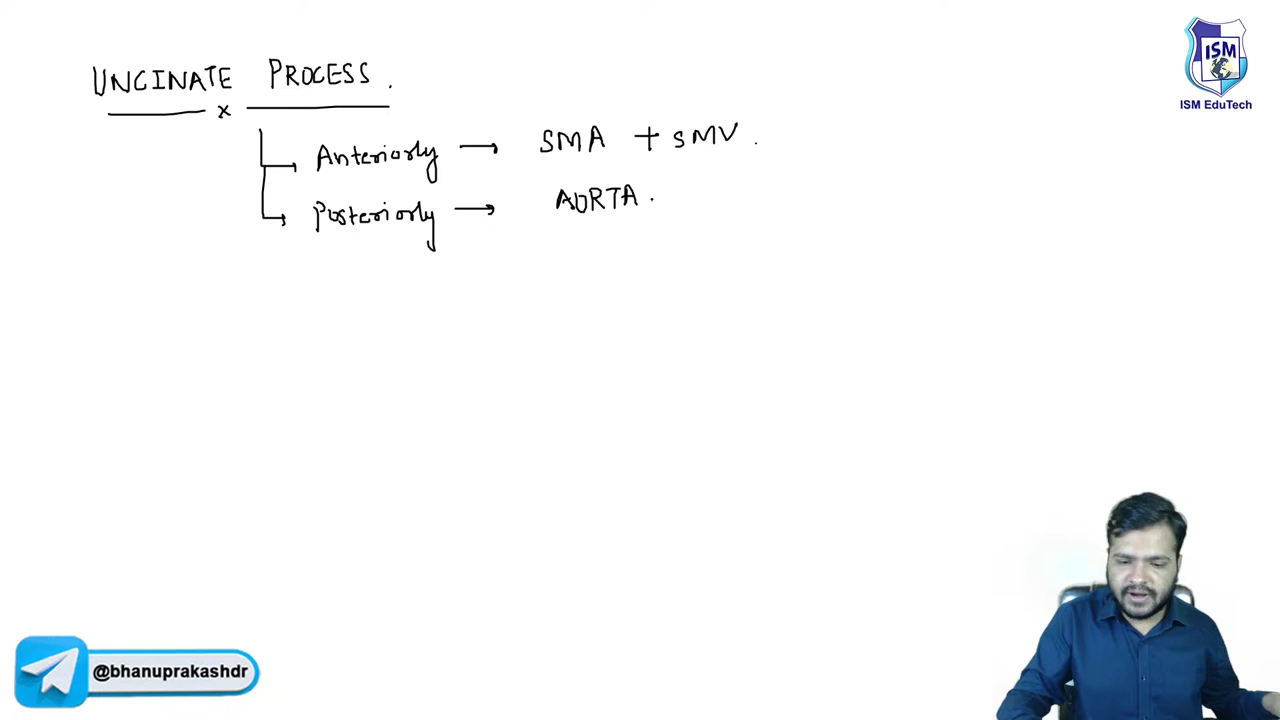 UNCINATE PROCESS.
x
Anteriorly → SMA + SMV.
Posteriorly → AORTA.
ISM
ISM EduTech
@bhanuprakashdr